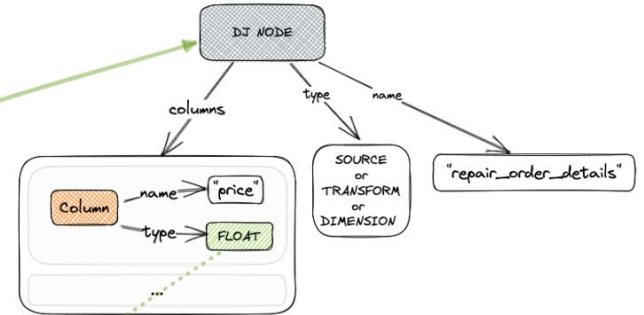 DJ NODE
columns
type
name
Column
name
"price"
type
FLOAT
...
SOURCE
or
TRANSFORM
or
DIMENSION
"repair_order_details"